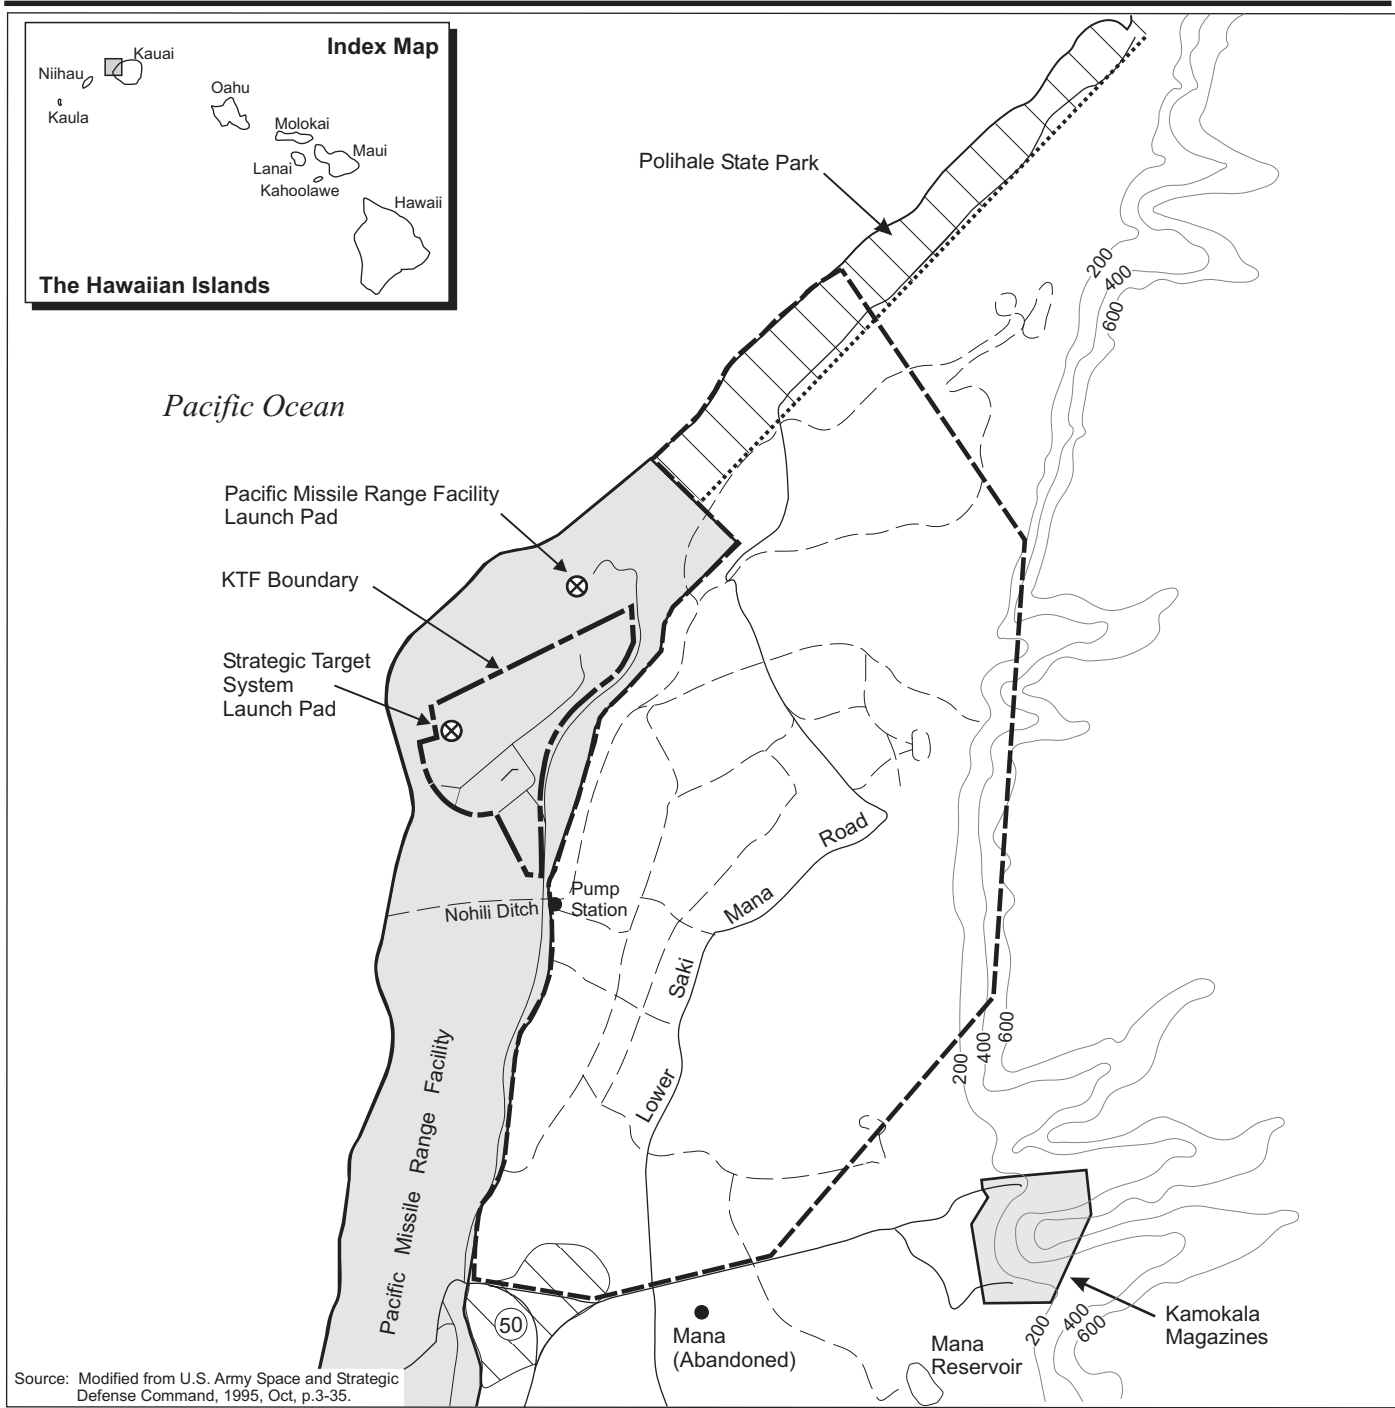 Index Map
Kauai
Niihau
Kaula
Oahu
Molokai
Maui
Lanai
Kahoolawe
Hawaii
The Hawaiian Islands
Polihale State Park
200
400
600
Pacific Ocean
Pacific Missile Range Facility
Launch Pad
KTF Boundary
Strategic Target
System
Launch Pad
Road
Mana
Saki
Lower
Pump
Station
Nohili Ditch
Pacific Missile Range Facility
200
400
600
50
Mana
(Abandoned)
Mana
Reservoir
200
400
600
Kamokala
Magazines
Source: Modified from U.S. Army Space and Strategic
Defense Command, 1995, Oct, p.3-35.